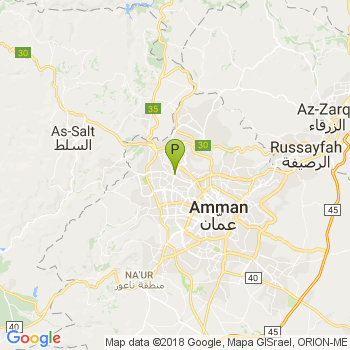 30
35
Az-Zarq
الزرقاء
As-Salt
السلط
P
30
Russayfah
الرصيفة
Amman
عمّان
15
NA'UR
منطقة ناعور
40
40
65
Google
Map data ©2018 Google, Mapa GISrael, ORION-ME